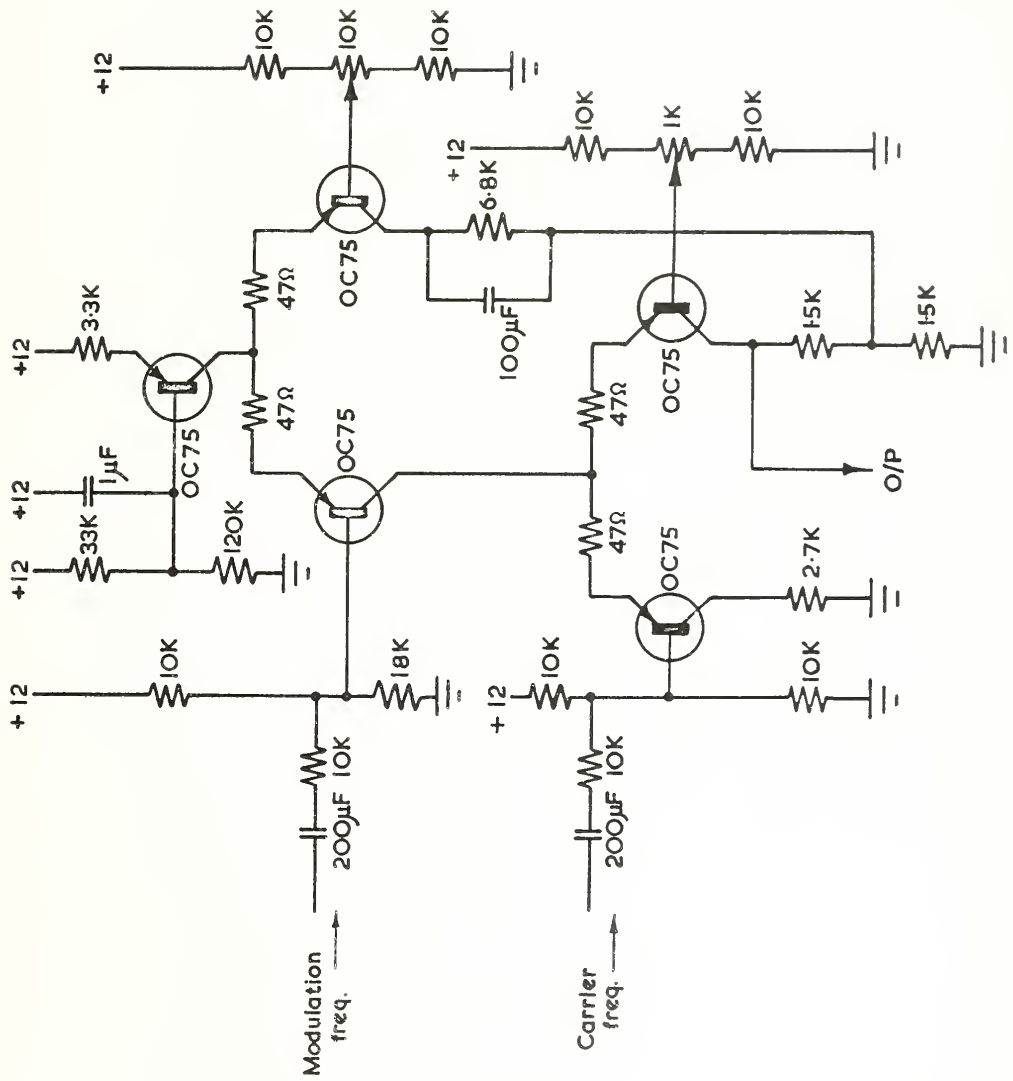 +12
10K
10K
10K
+12
10K
1K
10K
+12
3·3K
OC75
47Ω
47Ω
OC75
6·8K
100μF
+12
1μF
+12
33K
120K
OC75
47Ω
47Ω
OC75
1·5K
1·5K
O/P
+12
10K
18K
10K
200μF
Modulation
freq.
+12
10K
OC75
2·7K
10K
10K
200μF
Carrier
freq.